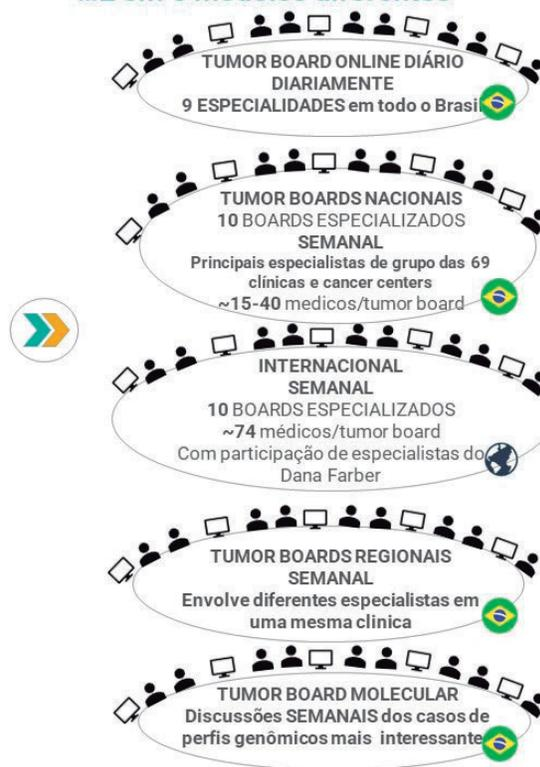 TUMOR BOARD ONLINE DIÁRIO
DIARIAMENTE
9 ESPECIALIDADES em todo o Brasil
TUMOR BOARDS NACIONAIS
10 BOARDS ESPECIALIZADOS
SEMANAL
Principais especialistas de grupo das 69
clínicas e cancer centers
~15-40 medicos/tumor board
INTERNACIONAL
SEMANAL
10 BOARDS ESPECIALIZADOS
~74 médicos/tumor board
Com participação de especialistas do
Dana Farber
TUMOR BOARDS REGIONAIS
SEMANAL
Envolve diferentes especialistas em
uma mesma clinica
TUMOR BOARD MOLECULAR
Discussões SEMANAIS dos casos de
perfis genômicos mais interessante